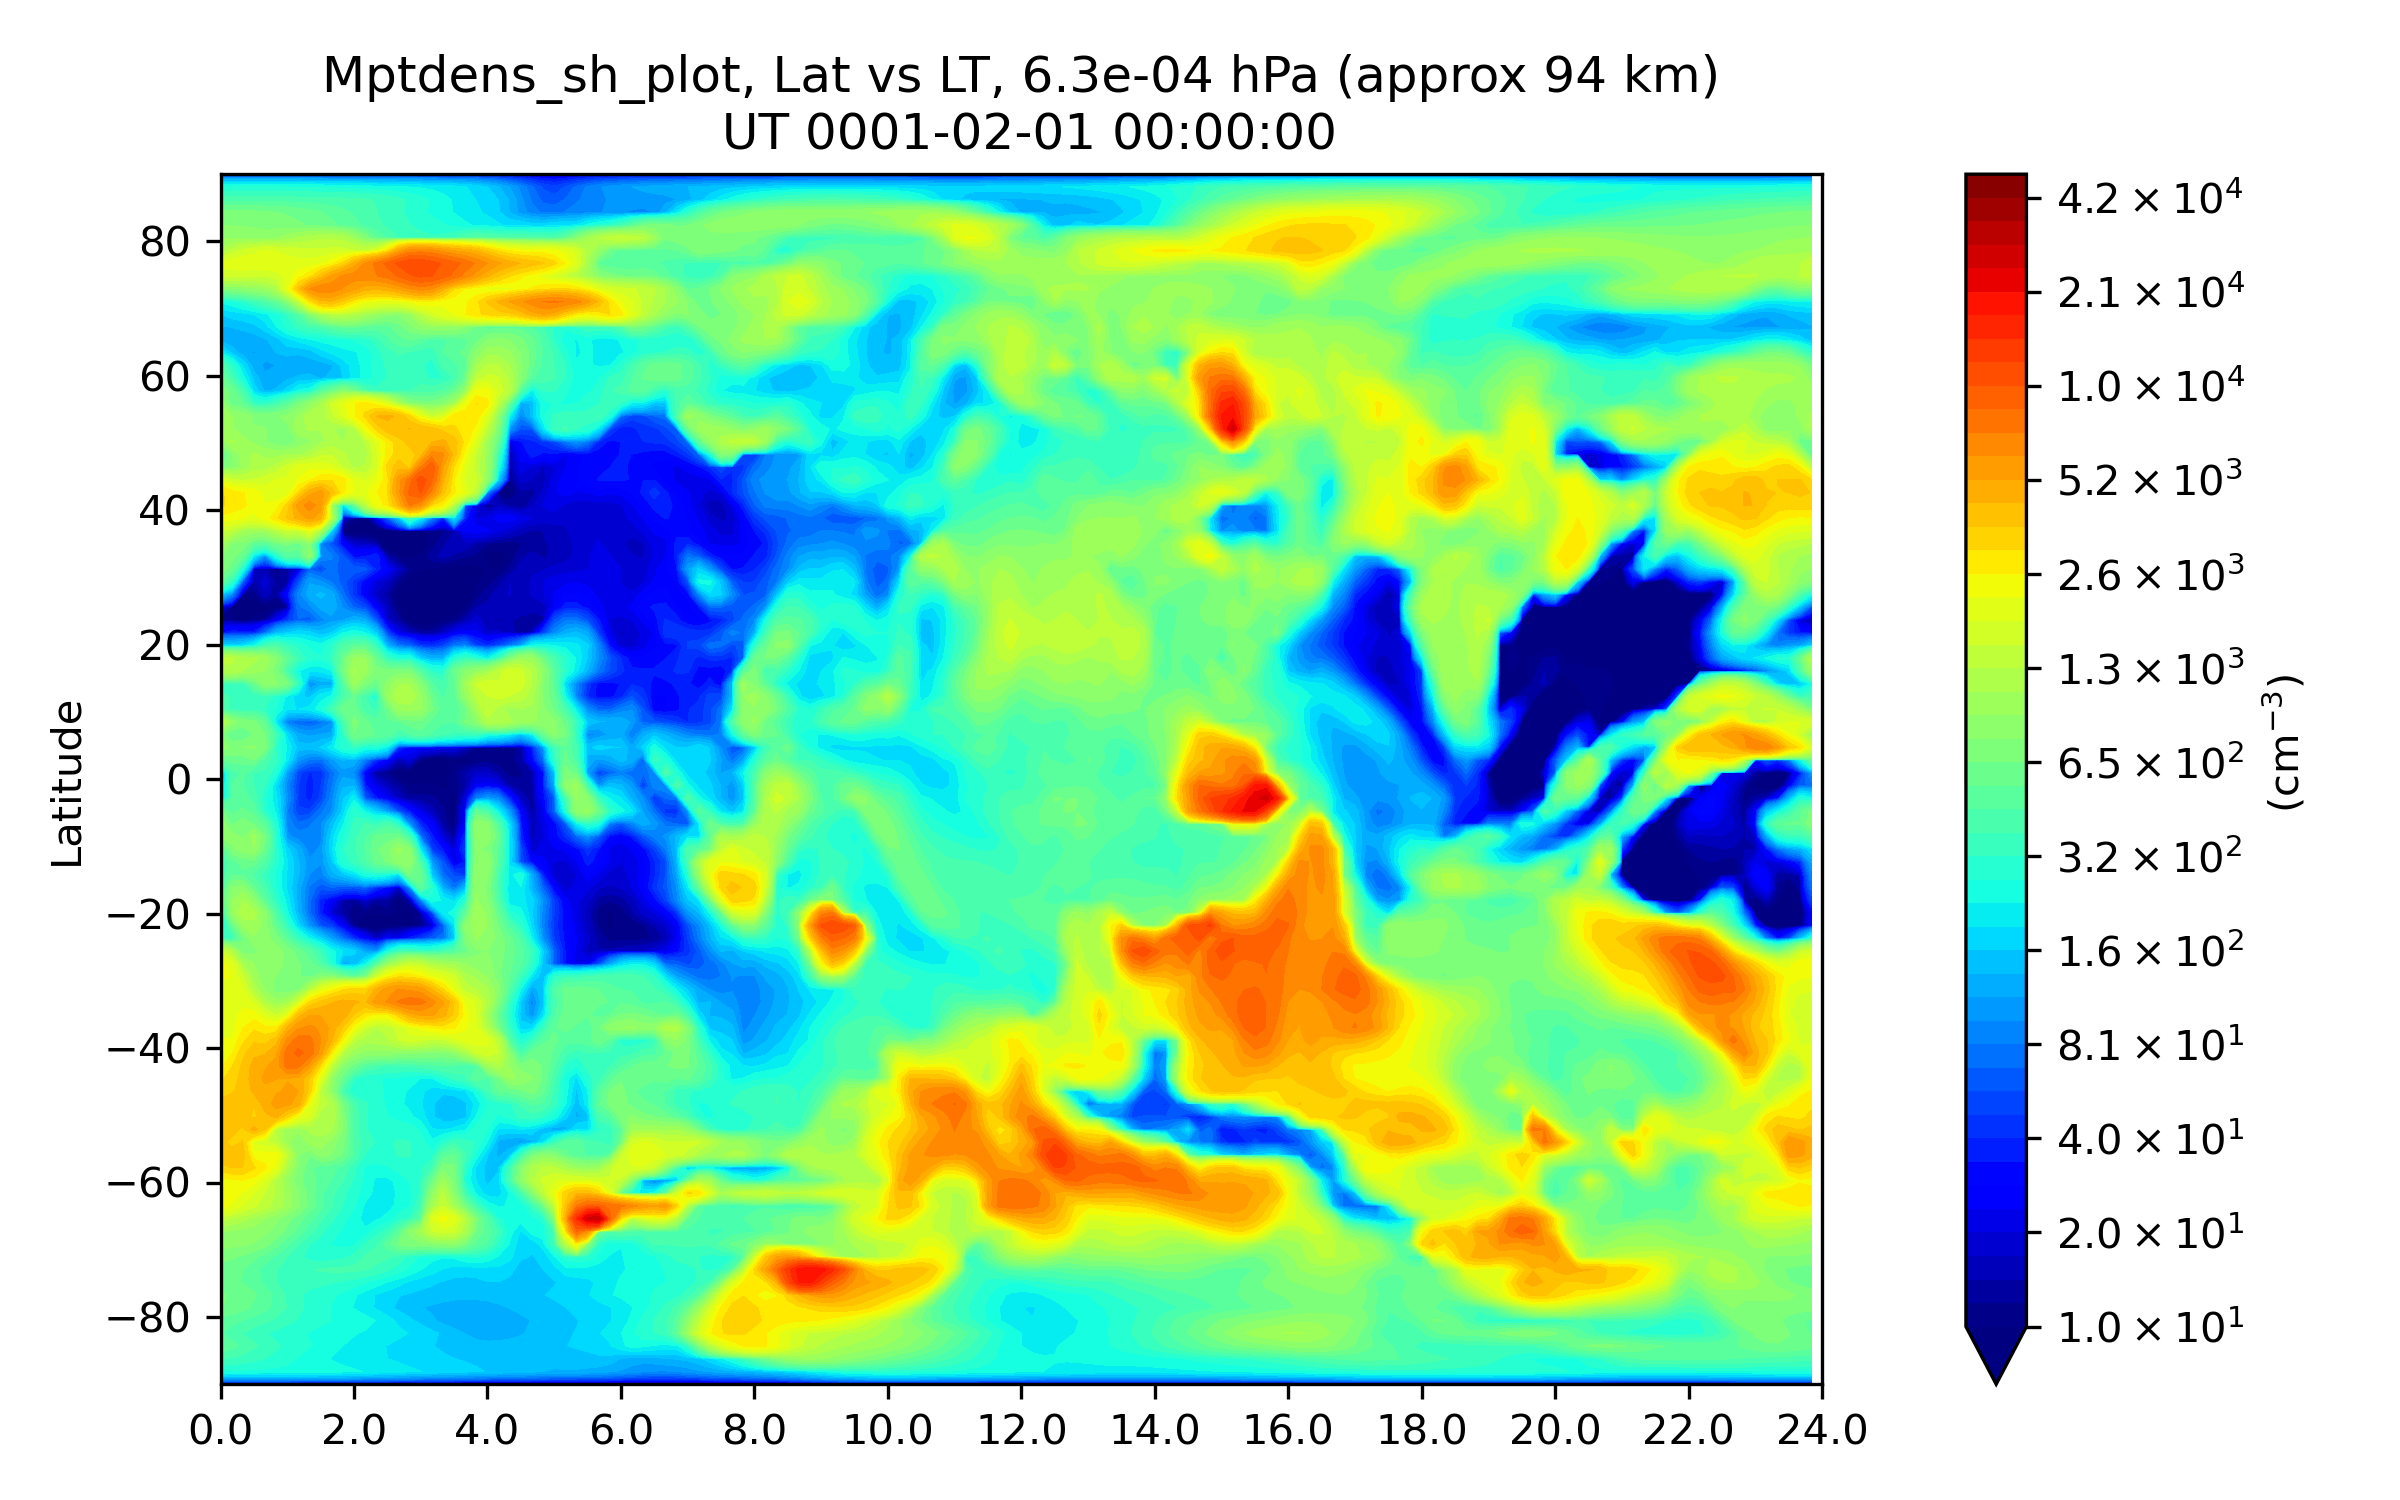 Mptdens_sh_plot, Lat vs LT, 6.3e-04 hPa (approx 94 km)
UT 0001-02-01 00:00:00
Latitude
80
60
40
20
0
−20
−40
−60
−80
0.0 2.0 4.0 6.0 8.0 10.0 12.0 14.0 16.0 18.0 20.0 22.0 24.0
4.2 × 10⁴
2.1 × 10⁴
1.0 × 10⁴
5.2 × 10³
2.6 × 10³
1.3 × 10³
6.5 × 10²
3.2 × 10²
1.6 × 10²
8.1 × 10¹
4.0 × 10¹
2.0 × 10¹
1.0 × 10¹
(cm⁻³)